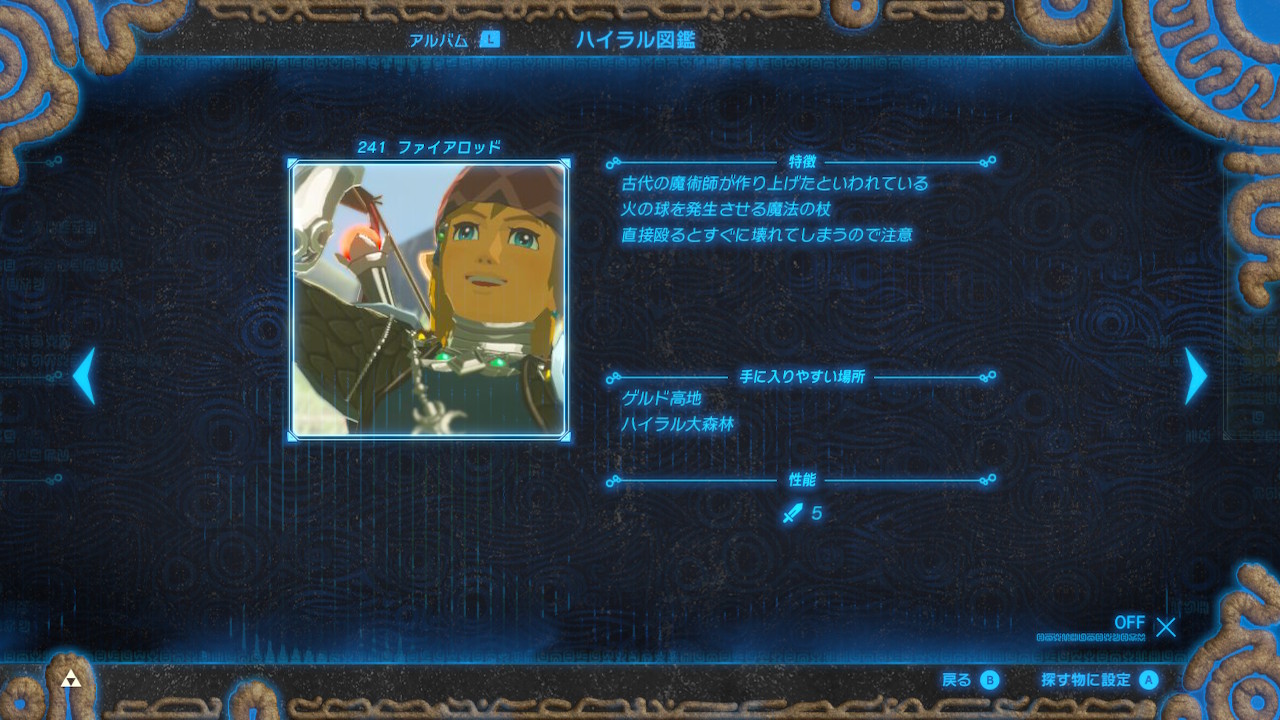 アルバム L
ハイラル図鑑
241 ファイアロッド
特徴
古代の魔術師が作り上げたといわれている
火の球を発生させる魔法の杖
直接殴るとすぐに壊れてしまうので注意
手に入りやすい場所
ゲルド高地
ハイラル大森林
性能
5
OFF
戻る B
探す物に設定 A